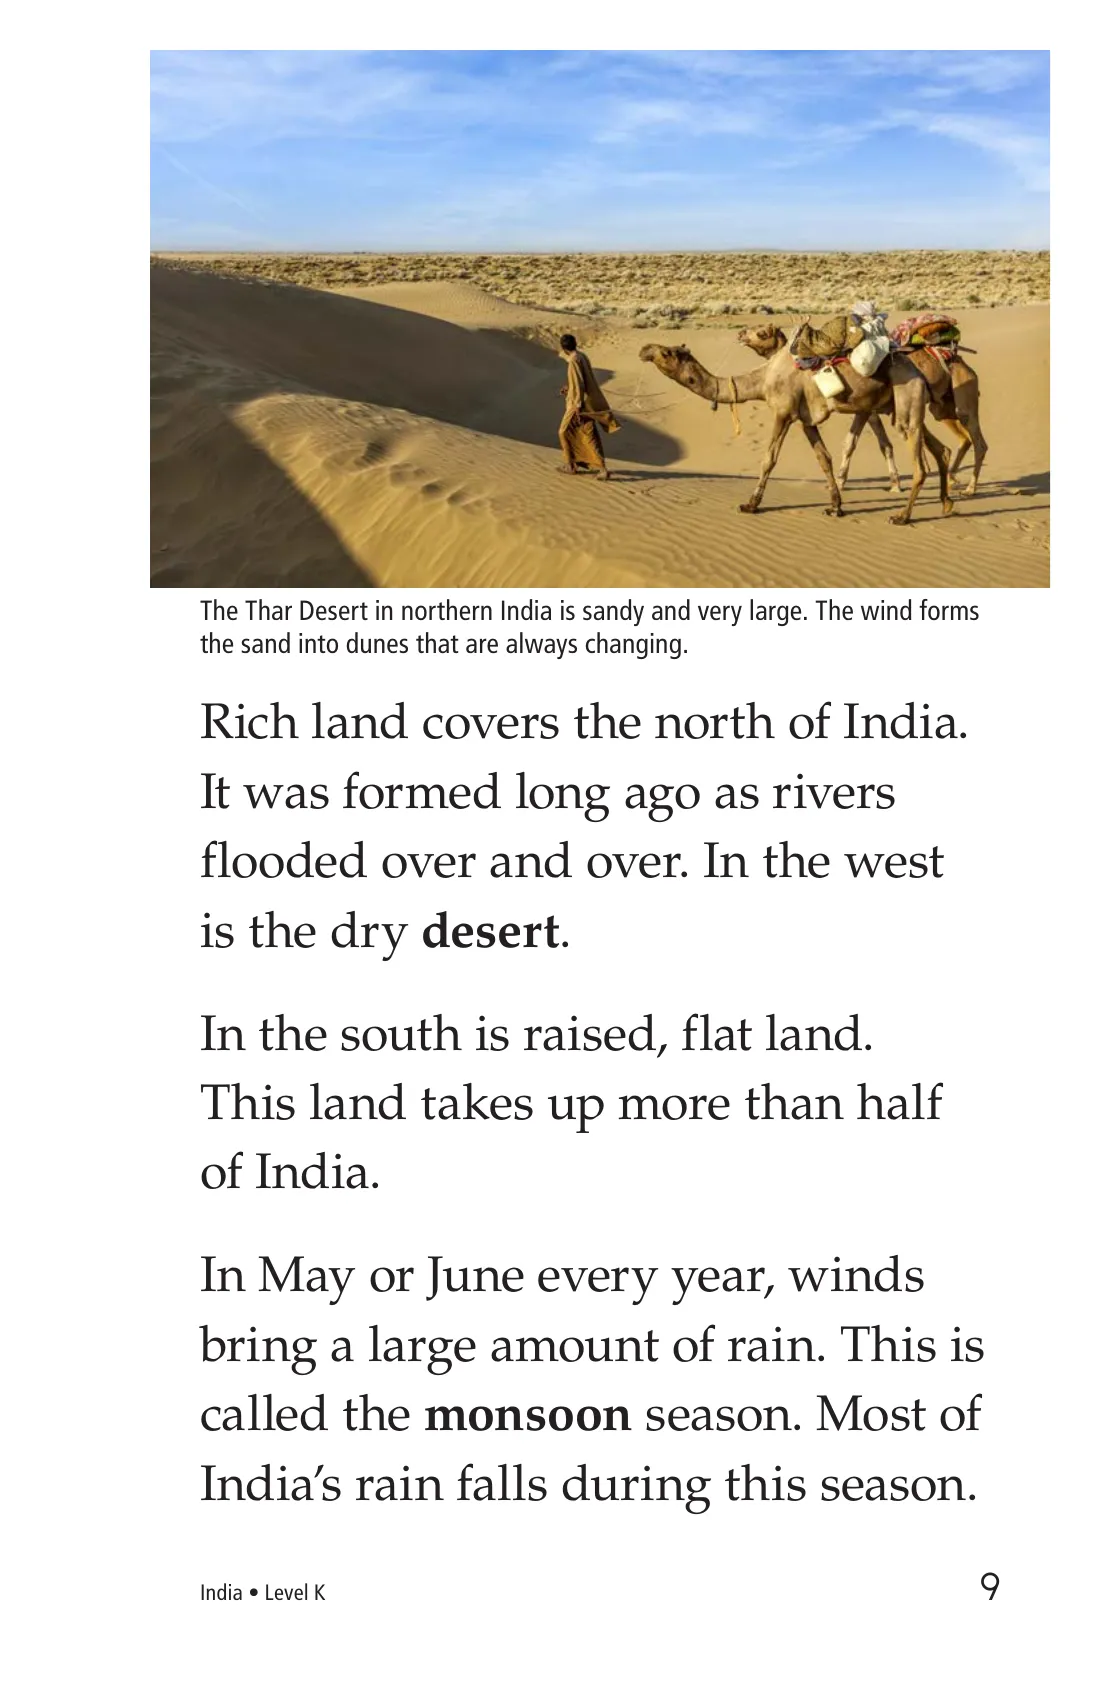 The Thar Desert in northern India is sandy and very large. The wind forms
the sand into dunes that are always changing.
Rich land covers the north of India.
It was formed long ago as rivers
flooded over and over. In the west
is the dry desert.
In the south is raised, flat land.
This land takes up more than half
of India.
In May or June every year, winds
bring a large amount of rain. This is
called the monsoon season. Most of
India’s rain falls during this season.
India • Level K
9